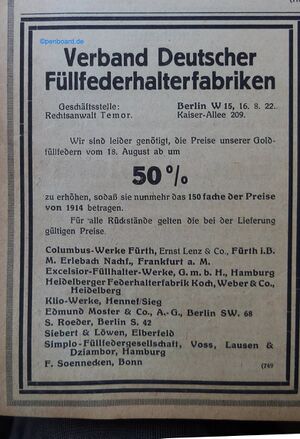 ©penboard.de
Verband Deutscher
Füllfederhalterfabriken
Geschäftsstelle: Berlin W 15, 16. 8. 22.
Rechtsanwalt Temor. Kaiser-Allee 209.
Wir sind leider genötigt, die Preise unserer Gold-
füllfedern vom 18. August ab um
50 %
zu erhöhen, sodaß sie nunmehr das 150 fache der Preise
von 1914 betragen.
Für alle Rückstände gelten die bei der Lieferung
gültigen Preise.
Columbus-Werke Fürth, Ernst Lenz & Co., Fürth i. B.
M. Erlebach Nachf., Frankfurt a. M.
Excelsior-Füllhalter-Werke, G. m. b. H., Hamburg
Heidelberger Federhalterfabrik Koch, Weber & Co.,
Heidelberg
Klio-Werke, Hennef/Sieg
Edmund Moster & Co., A.-G., Berlin SW. 68
S. Roeder, Berlin S. 42
Siebert & Löwen, Elberfeld
Simplo-Füllfedergesellschaft, Voss, Lausen &
Dziambor, Hamburg
F. Soennecken, Bonn (749